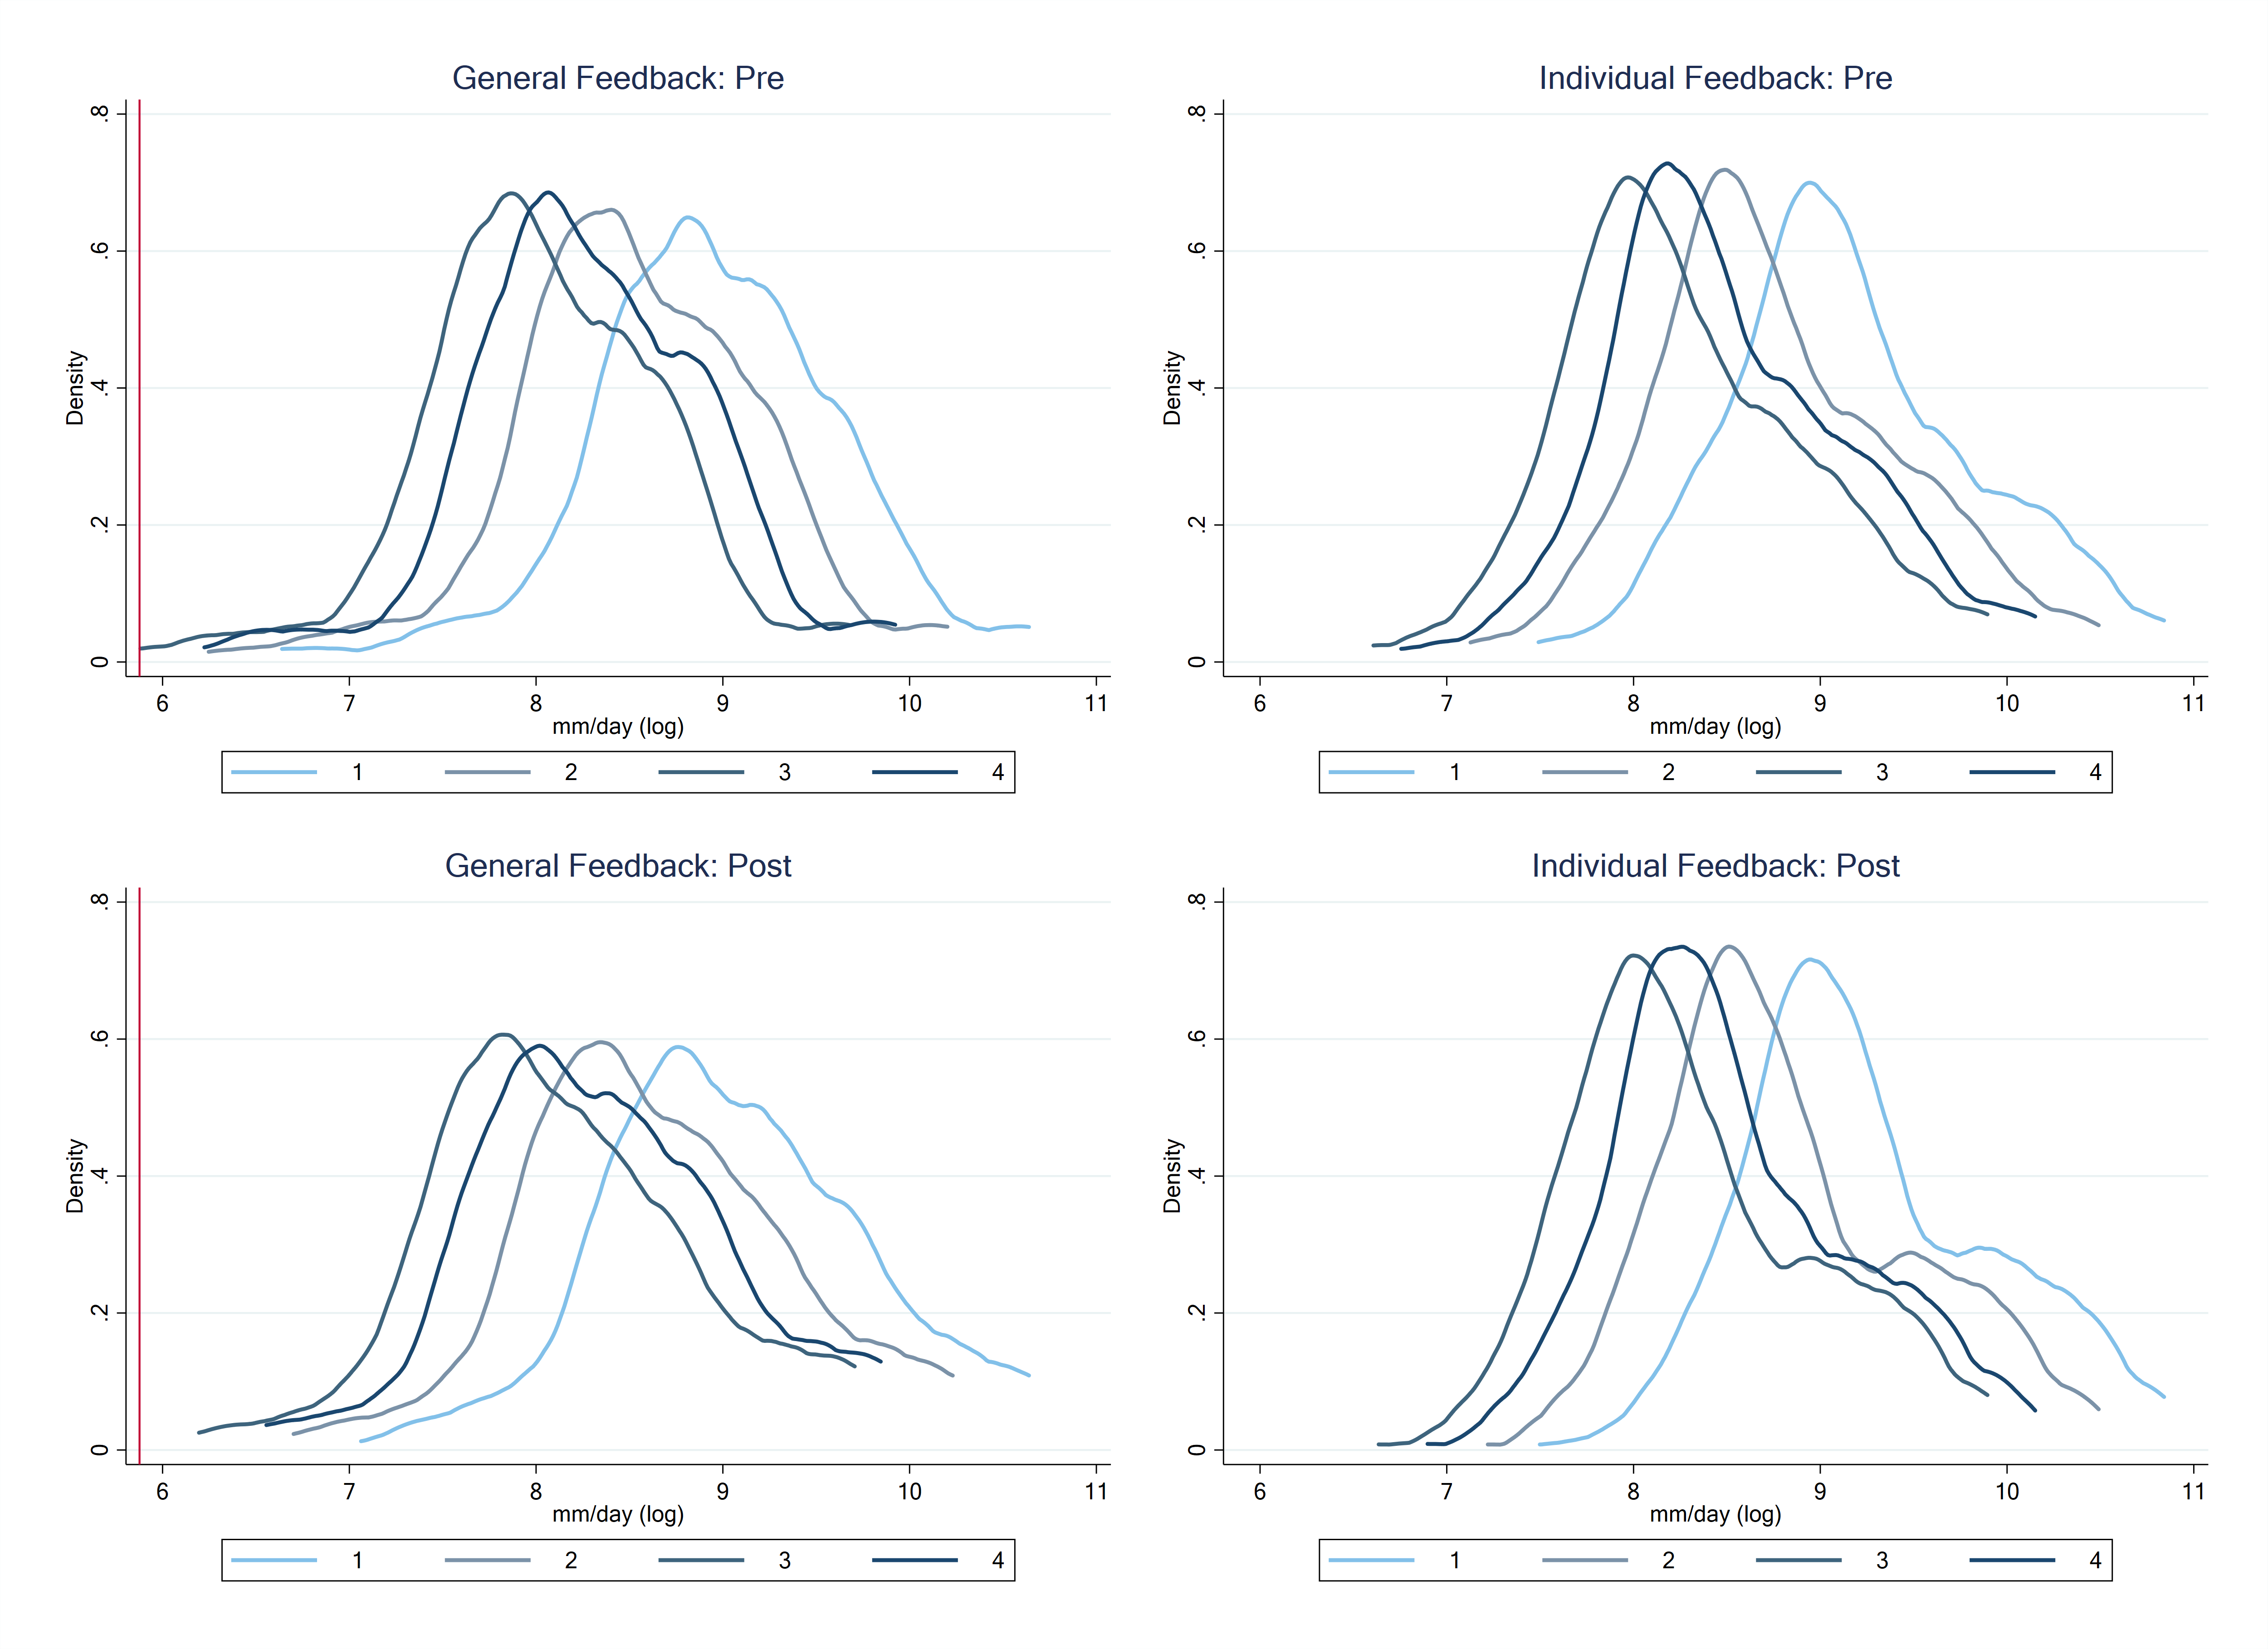 General Feedback: Pre
Density
0 .2 .4 .6 .8
6 7 8 9 10 11
mm/day (log)
1 2 3 4
Individual Feedback: Pre
Density
0 .2 .4 .6 .8
6 7 8 9 10 11
mm/day (log)
1 2 3 4
General Feedback: Post
Density
0 .2 .4 .6 .8
6 7 8 9 10 11
mm/day (log)
1 2 3 4
Individual Feedback: Post
Density
0 .2 .4 .6 .8
6 7 8 9 10 11
mm/day (log)
1 2 3 4